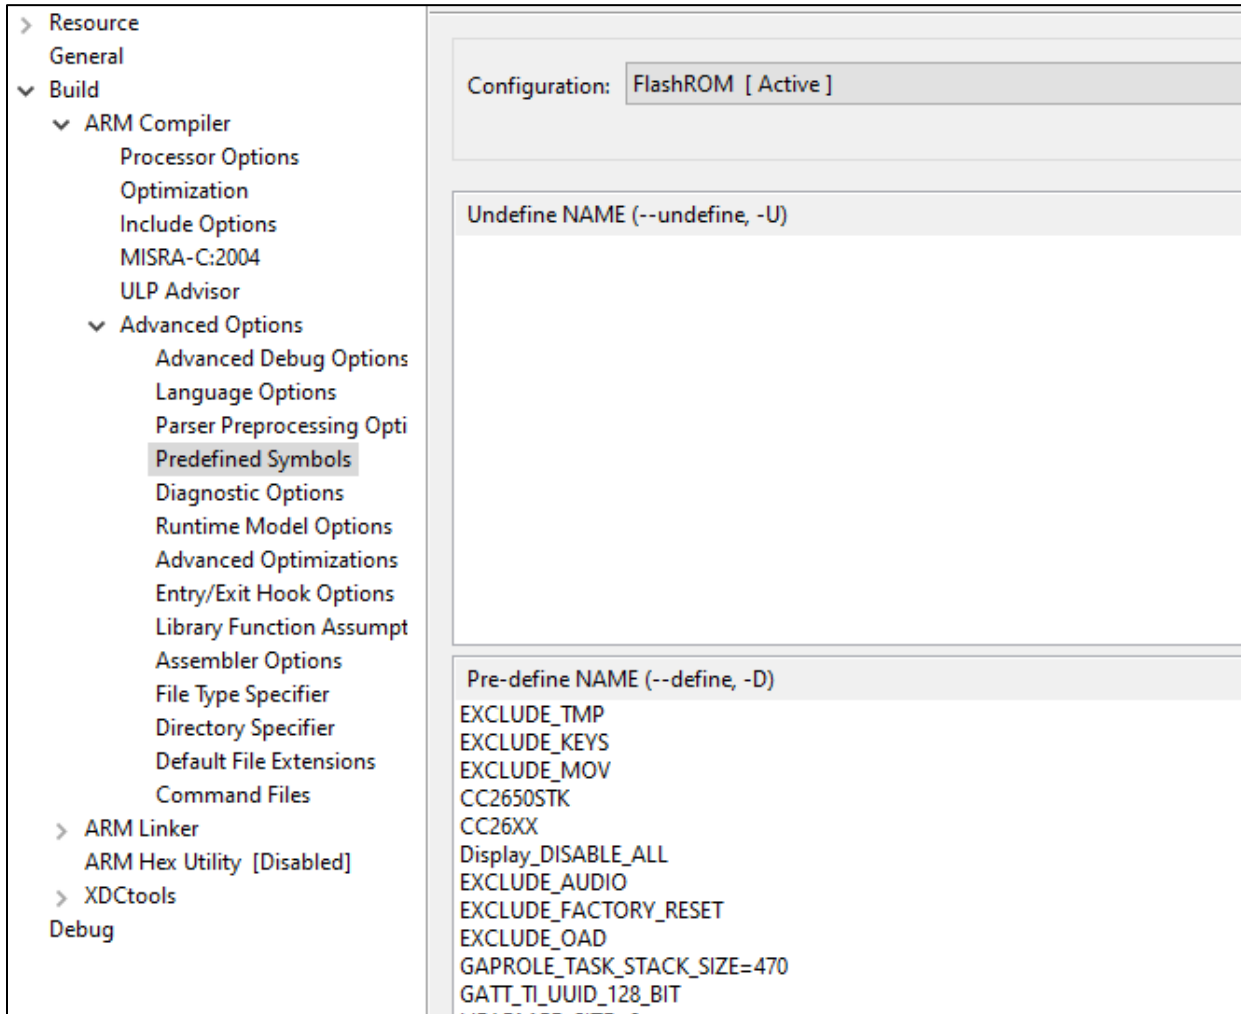 Resource
General
Build
ARM Compiler
Processor Options
Optimization
Include Options
MISRA-C:2004
ULP Advisor
Advanced Options
Advanced Debug Options
Language Options
Parser Preprocessing Opti
Predefined Symbols
Diagnostic Options
Runtime Model Options
Advanced Optimizations
Entry/Exit Hook Options
Library Function Assumpt
Assembler Options
File Type Specifier
Directory Specifier
Default File Extensions
Command Files
ARM Linker
ARM Hex Utility [Disabled]
XDCtools
Debug
Configuration: FlashROM [ Active ]
Undefine NAME (--undefine, -U)
Pre-define NAME (--define, -D)
EXCLUDE_TMP
EXCLUDE_KEYS
EXCLUDE_MOV
CC2650STK
CC26XX
Display_DISABLE_ALL
EXCLUDE_AUDIO
EXCLUDE_FACTORY_RESET
EXCLUDE_OAD
GAPROLE_TASK_STACK_SIZE=470
GATT_TI_UUID_128_BIT